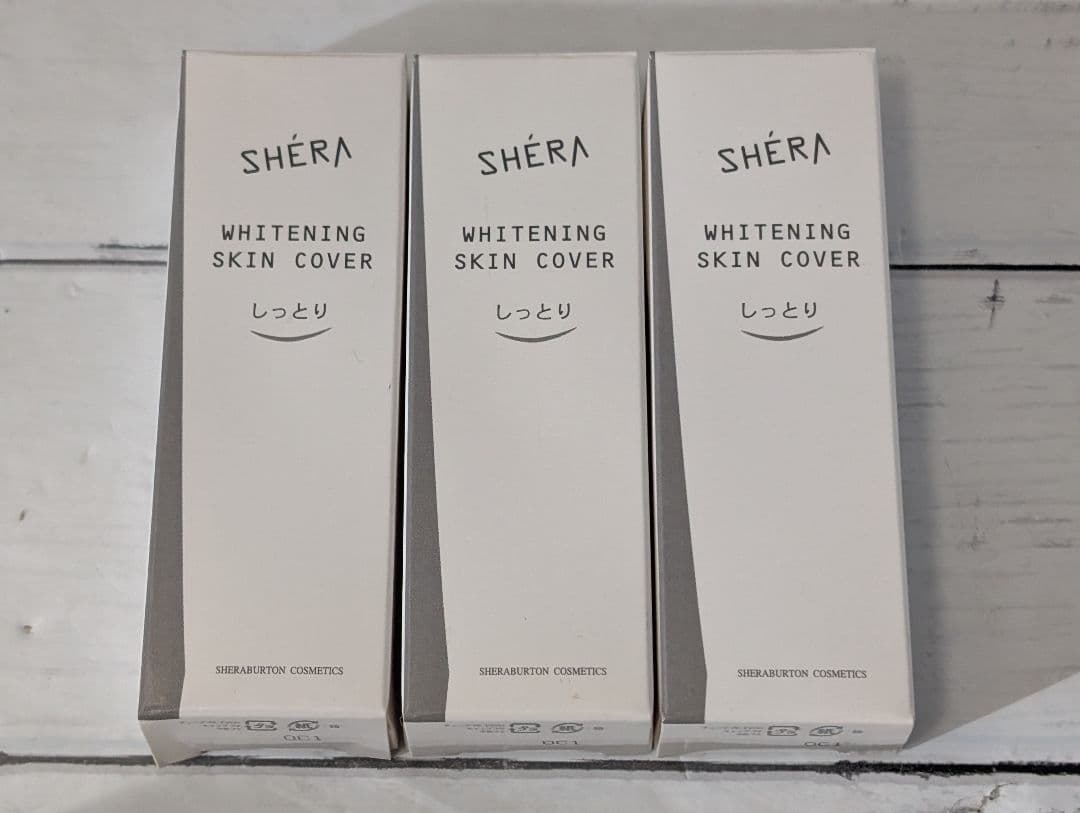 SHÉRA
WHITENING
SKIN COVER
しっとり
SHERABURTON COSMETICS
SHÉRA
WHITENING
SKIN COVER
しっとり
SHERABURTON COSMETICS
SHÉRA
WHITENING
SKIN COVER
しっとり
SHERABURTON COSMETICS